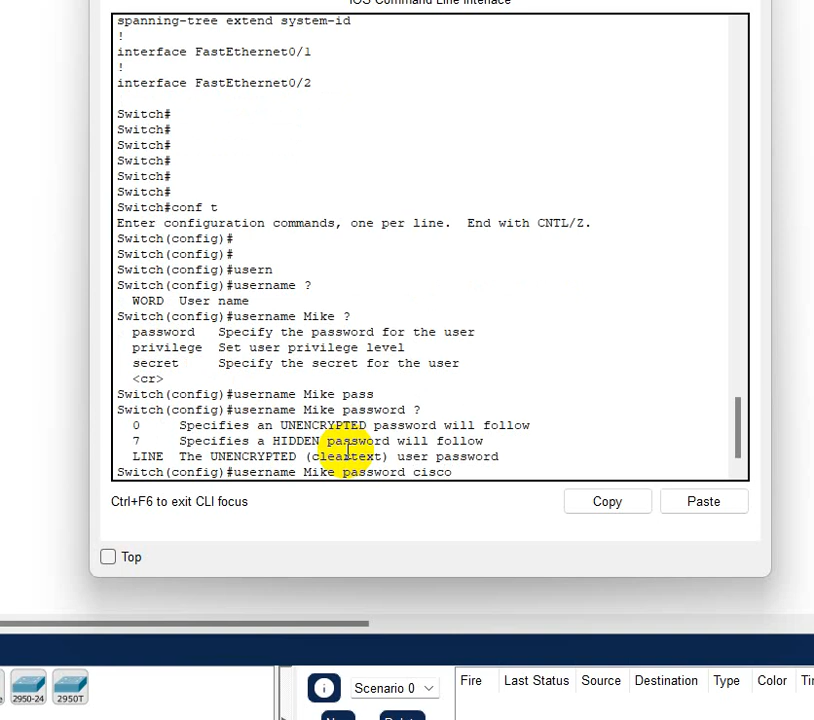 IOS Command Line Interface
spanning-tree extend system-id
!
interface FastEthernet0/1
!
interface FastEthernet0/2
Switch#
Switch#
Switch#
Switch#
Switch#
Switch#
Switch#conf t
Enter configuration commands, one per line.  End with CNTL/Z.
Switch(config)#
Switch(config)#
Switch(config)#usern
Switch(config)#username ?
  WORD  User name
Switch(config)#username Mike ?
  password   Specify the password for the user
  privilege  Set user privilege level
  secret     Specify the secret for the user
  <cr>
Switch(config)#username Mike pass
Switch(config)#username Mike password ?
  0     Specifies an UNENCRYPTED password will follow
  7     Specifies a HIDDEN password will follow
  LINE  The UNENCRYPTED (cleartext) user password
Switch(config)#username Mike password cisco
Ctrl+F6 to exit CLI focus
Copy
Paste
Top
2950-24
2950T
Scenario 0
Fire
Last Status
Source
Destination
Type
Color